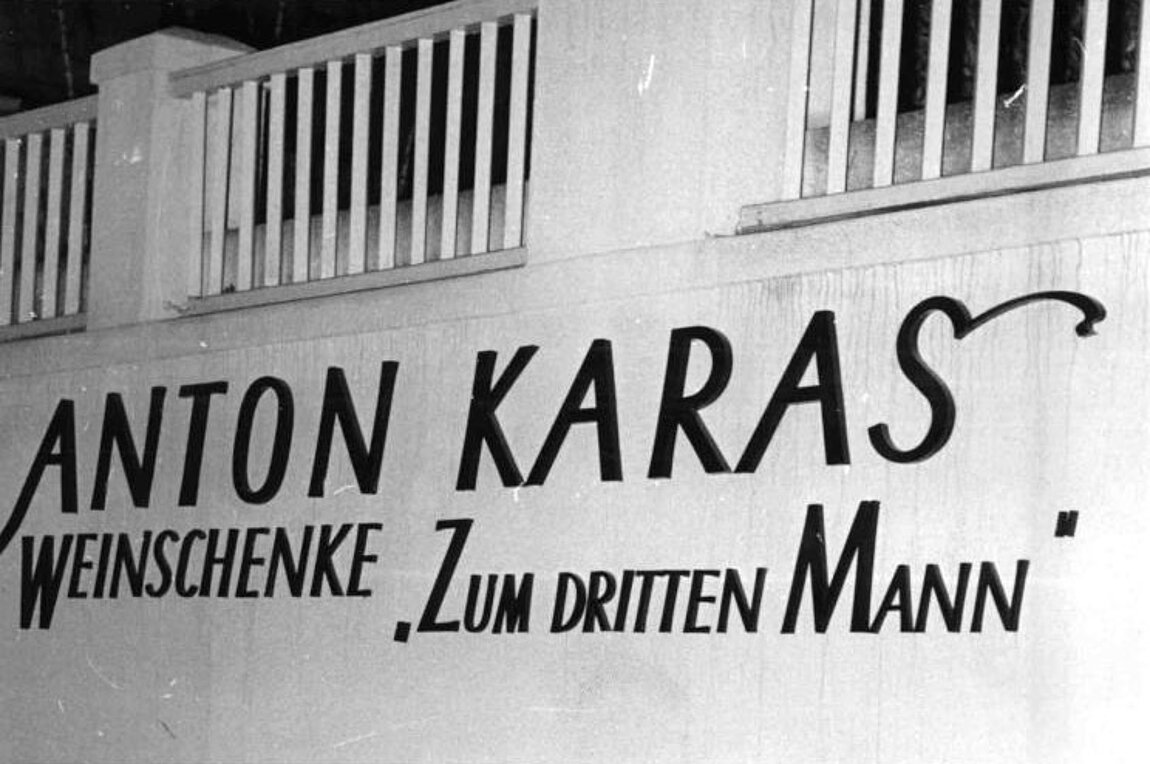 ANTON KARAS
WEINSCHENKE „ZUM DRITTEN MANN"